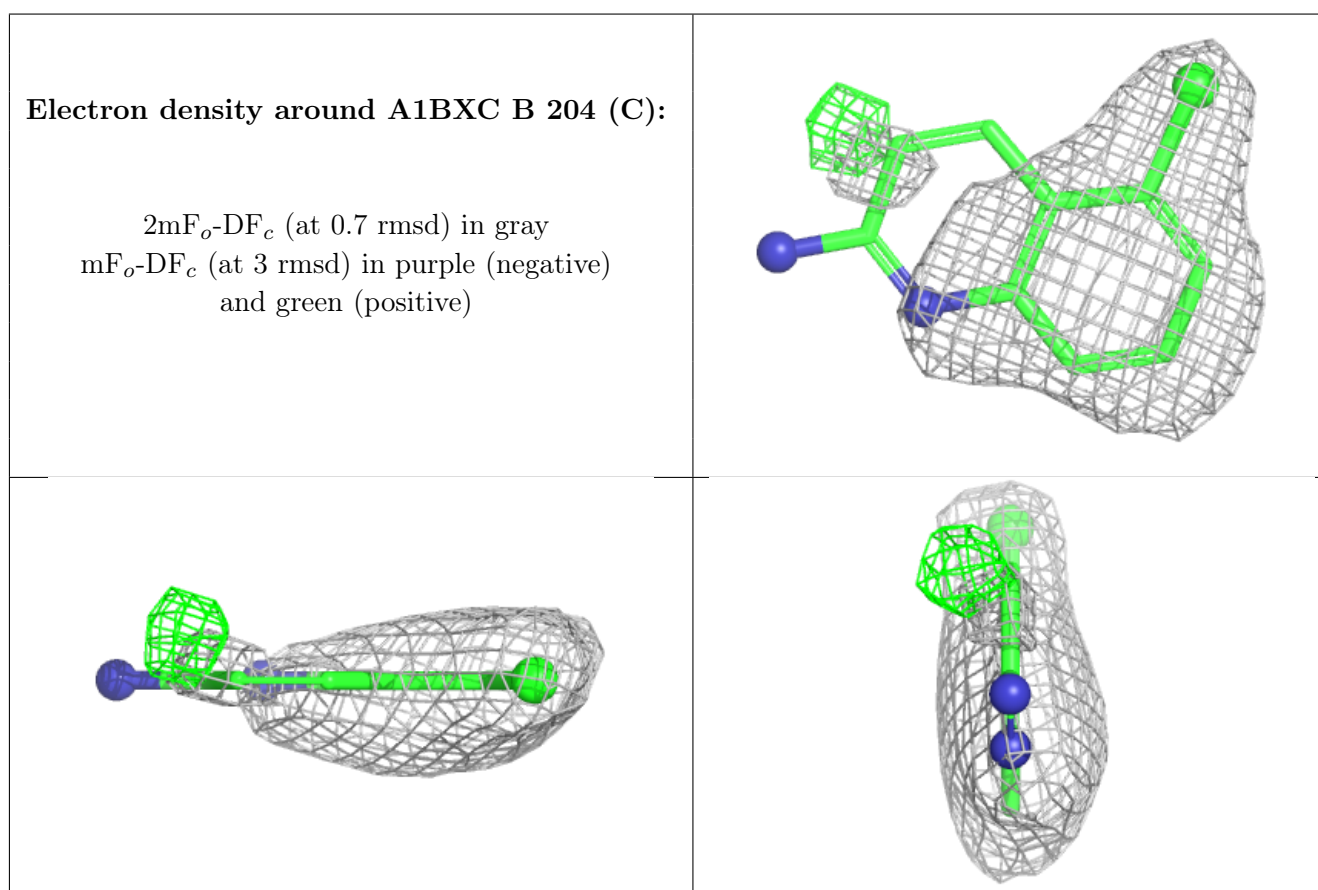 Electron density around A1BXC B 204 (C):
2mFo-DFc (at 0.7 rmsd) in gray
mFo-DFc (at 3 rmsd) in purple (negative)
and green (positive)